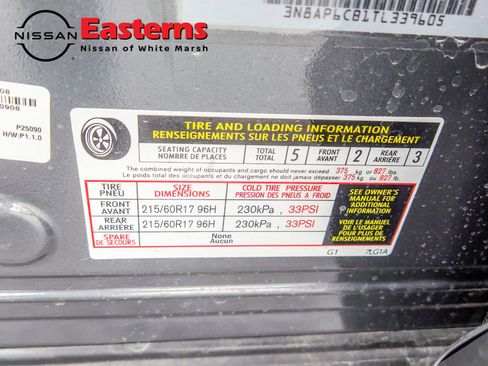 NISSAN
Easterns
Nissan of White Marsh
3N8AP6CB1TL339605
P25090
H/W:P1.1.0
TIRE AND LOADING INFORMATION
RENSEIGNEMENTS SUR LES PNEUS ET LE CHARGEMENT
SEATING CAPACITY TOTAL 5 FRONT 2 REAR 3
NOMBRE DE PLACES TOTAL AVANT ARRIÈRE
The combined weight of occupants and cargo should never exceed 375 kg or 827 lbs.
Le poids total des occupants et du chargement ne doit jamais depasser 375 kg ou 827 lb.
TIRE SIZE COLD TIRE PRESSURE
PNEU DIMENSIONS PRESSION DES PNEUS A FROID
FRONT AVANT 215/60R17 96H 230kPa , 33PSI
REAR ARRIÈRE 215/60R17 96H 230kPa , 33PSI
SPARE None
DE SECOURS Aucun
SEE OWNER'S
MANUAL FOR
ADDITIONAL
INFORMATION
VOIR LE MANUEL
DE L'USAGER
POUR PLUS DE
RENSEIGNEMENTS
G1 7LG1A